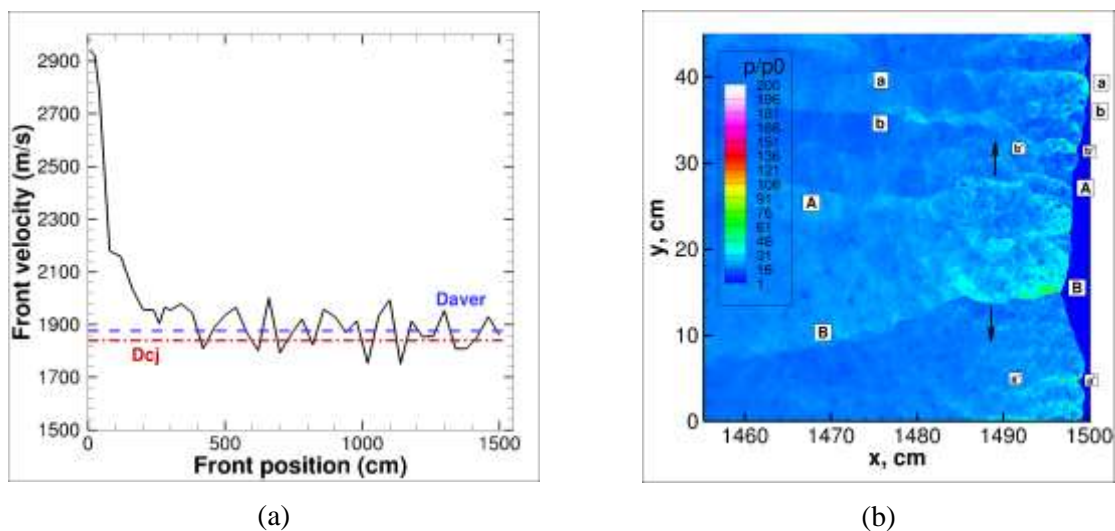 2900
2700
2500
2300
2100
1900
1700
1500
Front velocity (m/s)
Daver
Dcj
0
500
1000
1500
Front position (cm)
(a)
40
30
20
10
0
y, cm
p/p0
200
196
181
166
151
136
121
106
91
76
61
46
31
16
1
a
a
b
b
b'
b'
A
A
B
B
a'
a'
1460
1470
1480
1490
1500
x, cm
(b)